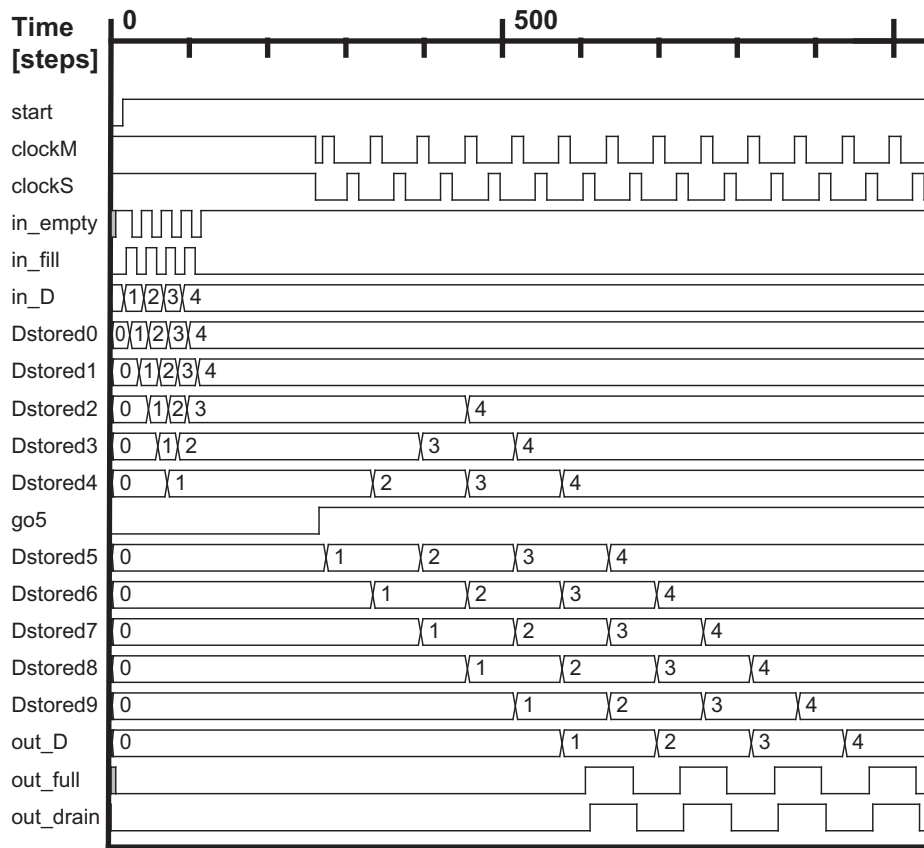 Time 0 500
[steps]
start
clockM
clockS
in_empty
in_fill
in_D 1 2 3 4
Dstored0 0 1 2 3 4
Dstored1 0 1 2 3 4
Dstored2 0 1 2 3 4
Dstored3 0 1 2 3 4
Dstored4 0 1 2 3 4
go5
Dstored5 0 1 2 3 4
Dstored6 0 1 2 3 4
Dstored7 0 1 2 3 4
Dstored8 0 1 2 3 4
Dstored9 0 1 2 3 4
out_D 0 1 2 3 4
out_full
out_drain